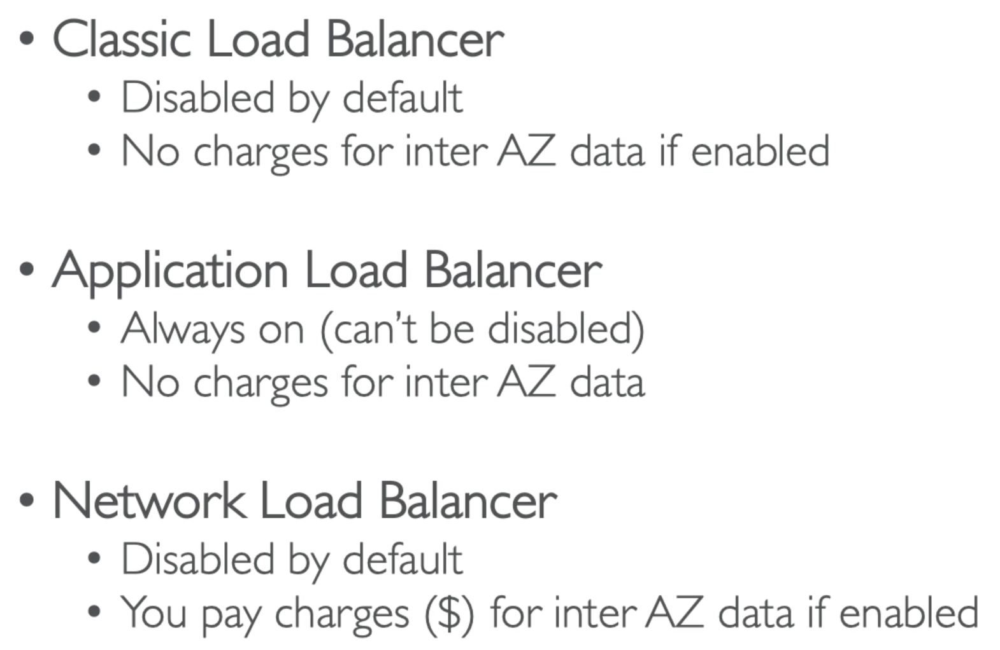 • Classic Load Balancer
• Disabled by default
• No charges for inter AZ data if enabled
• Application Load Balancer
• Always on (can’t be disabled)
• No charges for inter AZ data
• Network Load Balancer
• Disabled by default
• You pay charges ($) for inter AZ data if enabled